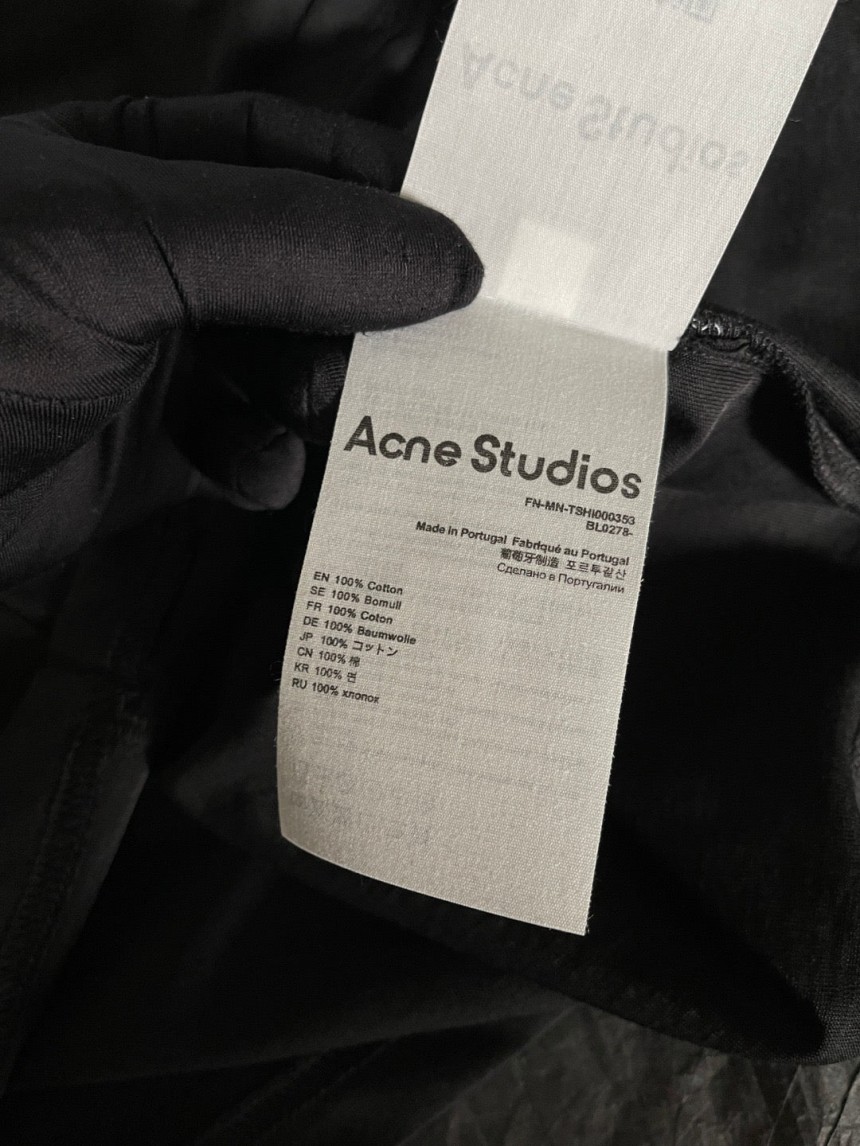 Acne Studios
Acne Studios
FN-MN-TSHI000353
BL0278-
Made in Portugal Fabriqué au Portugal
葡萄牙制造 포르투갈산
Сделано в Португалии
EN 100% Cotton
SE 100% Bomull
FR 100% Coton
DE 100% Baumwolle
JP 100% コットン
CN 100% 棉
KR 100% 면
RU 100% хлопок